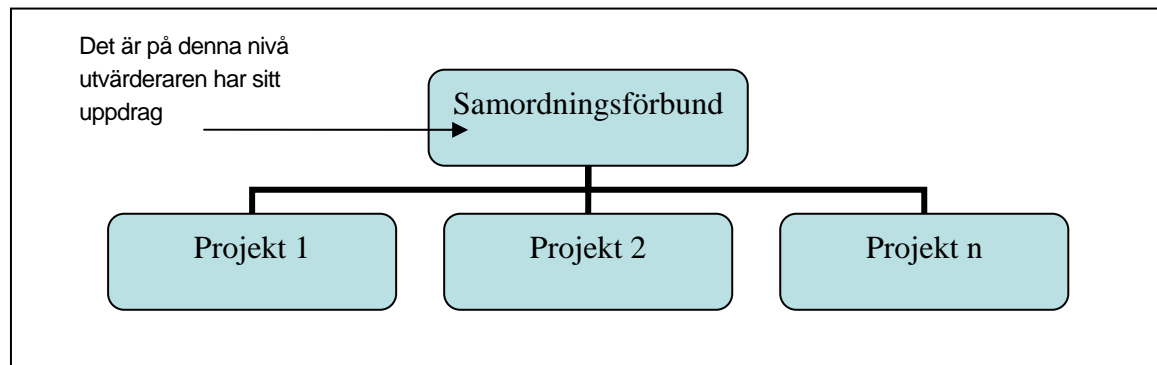 Det är på denna nivå
utvärderaren har sitt
uppdrag
Samordningsförbund
Projekt 1
Projekt 2
Projekt n